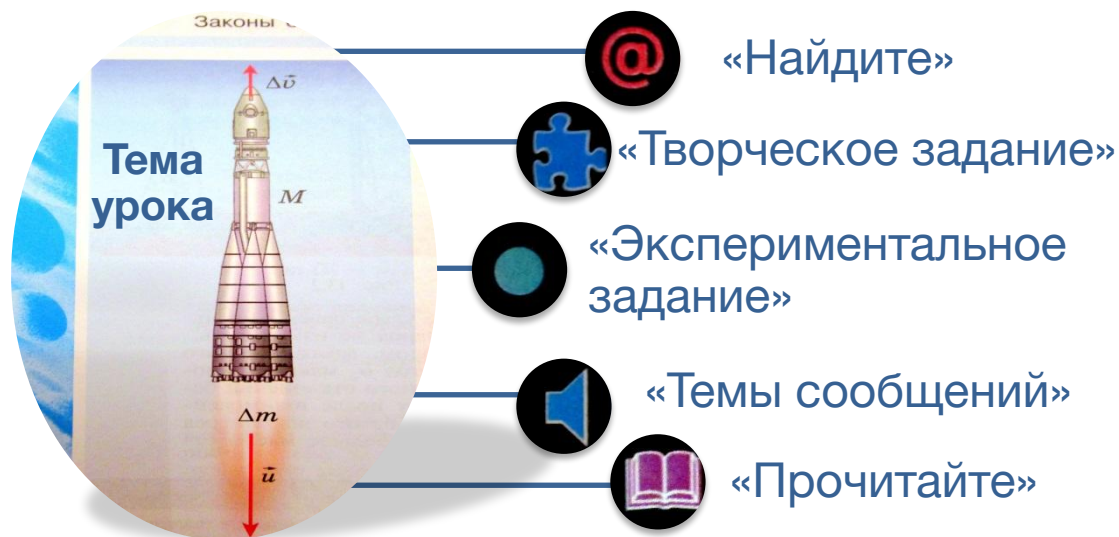 Законы
Δv⃗
Тема
урока
M
Δm
u⃗
@
«Найдите»
«Творческое задание»
«Экспериментальное
задание»
«Темы сообщений»
«Прочитайте»